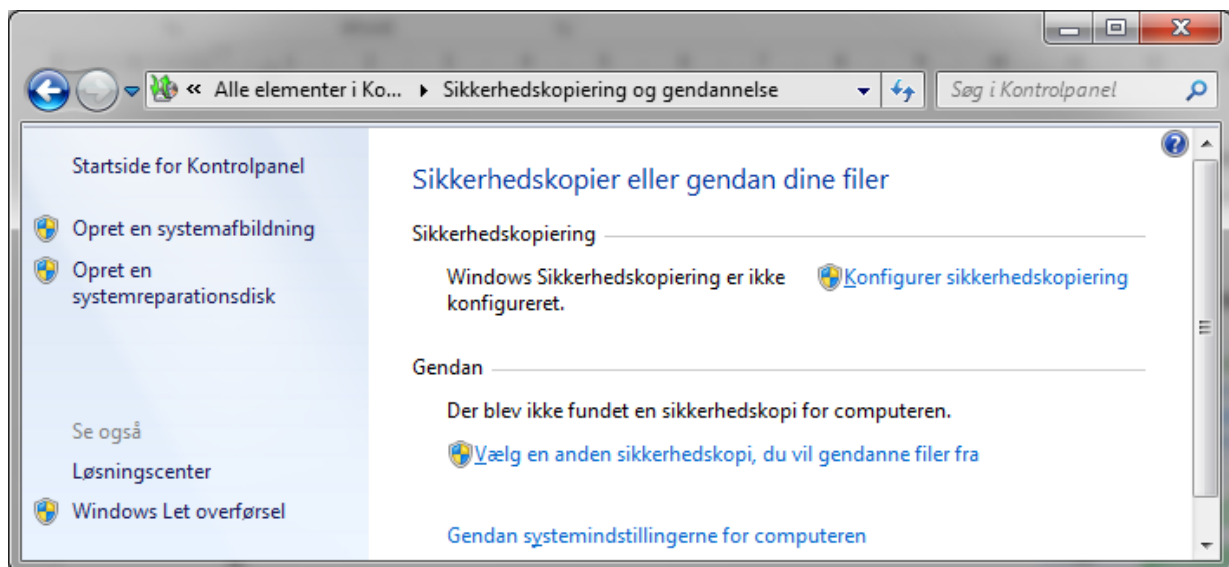 « Alle elementer i Ko... ▸ Sikkerhedskopiering og gendannelse
Søg i Kontrolpanel
Startside for Kontrolpanel
Opret en systemafbildning
Opret en
systemreparationsdisk
Se også
Løsningscenter
Windows Let overførsel
Sikkerhedskopier eller gendan dine filer
Sikkerhedskopiering
Windows Sikkerhedskopiering er ikke
konfigureret.
Konfigurer sikkerhedskopiering
Gendan
Der blev ikke fundet en sikkerhedskopi for computeren.
Vælg en anden sikkerhedskopi, du vil gendanne filer fra
Gendan systemindstillingerne for computeren